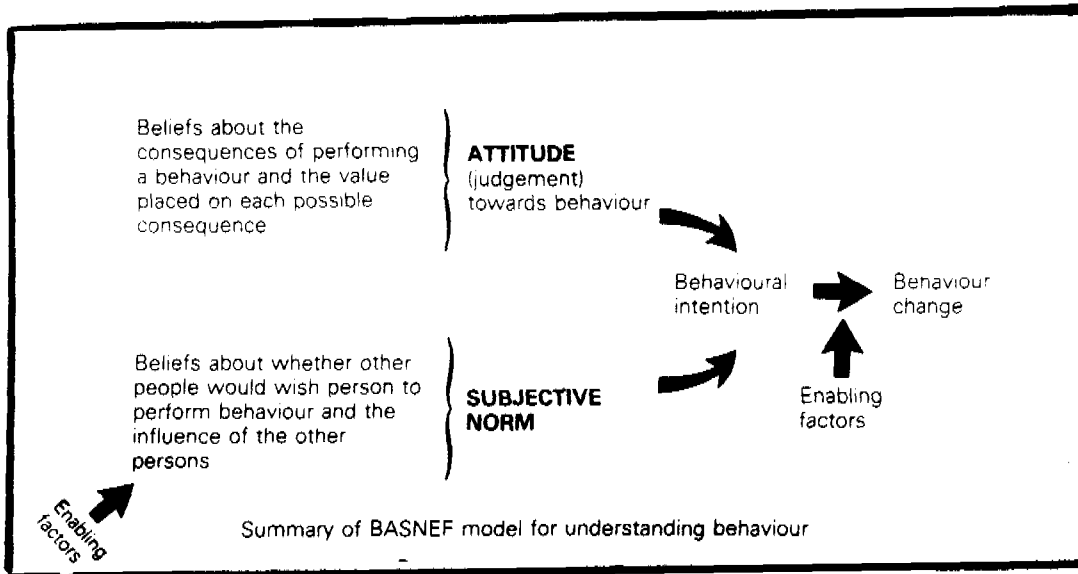 Beliefs about the
consequences of performing
a behaviour and the value
placed on each possible
consequence
ATTITUDE
(judgement)
towards behaviour
Behavioural
intention
Behaviour
change
Beliefs about whether other
people would wish person to
perform behaviour and the
influence of the other
persons
SUBJECTIVE
NORM
Enabling
factors
Enabling
factors
Summary of BASNEF model for understanding behaviour